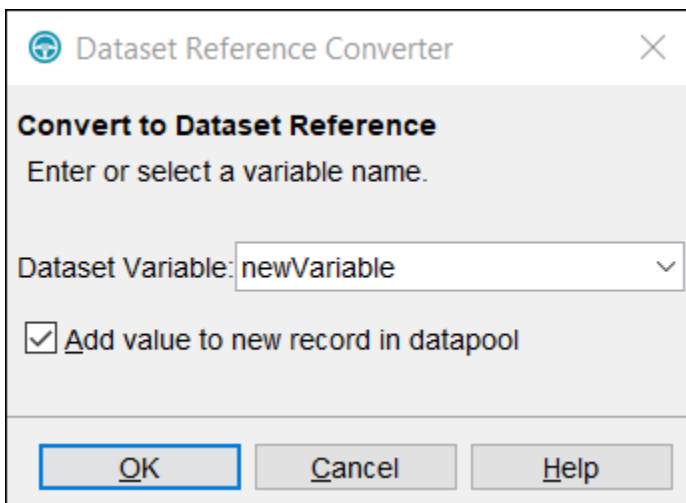 Dataset Reference Converter
Convert to Dataset Reference
Enter or select a variable name.
Dataset Variable: newVariable
Add value to new record in datapool
OK Cancel Help